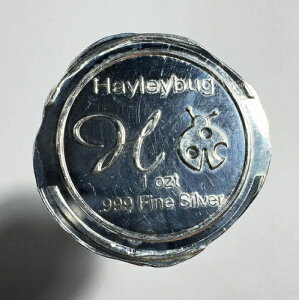 Hayleybug
H
1 ozt
.999 Fine Silver